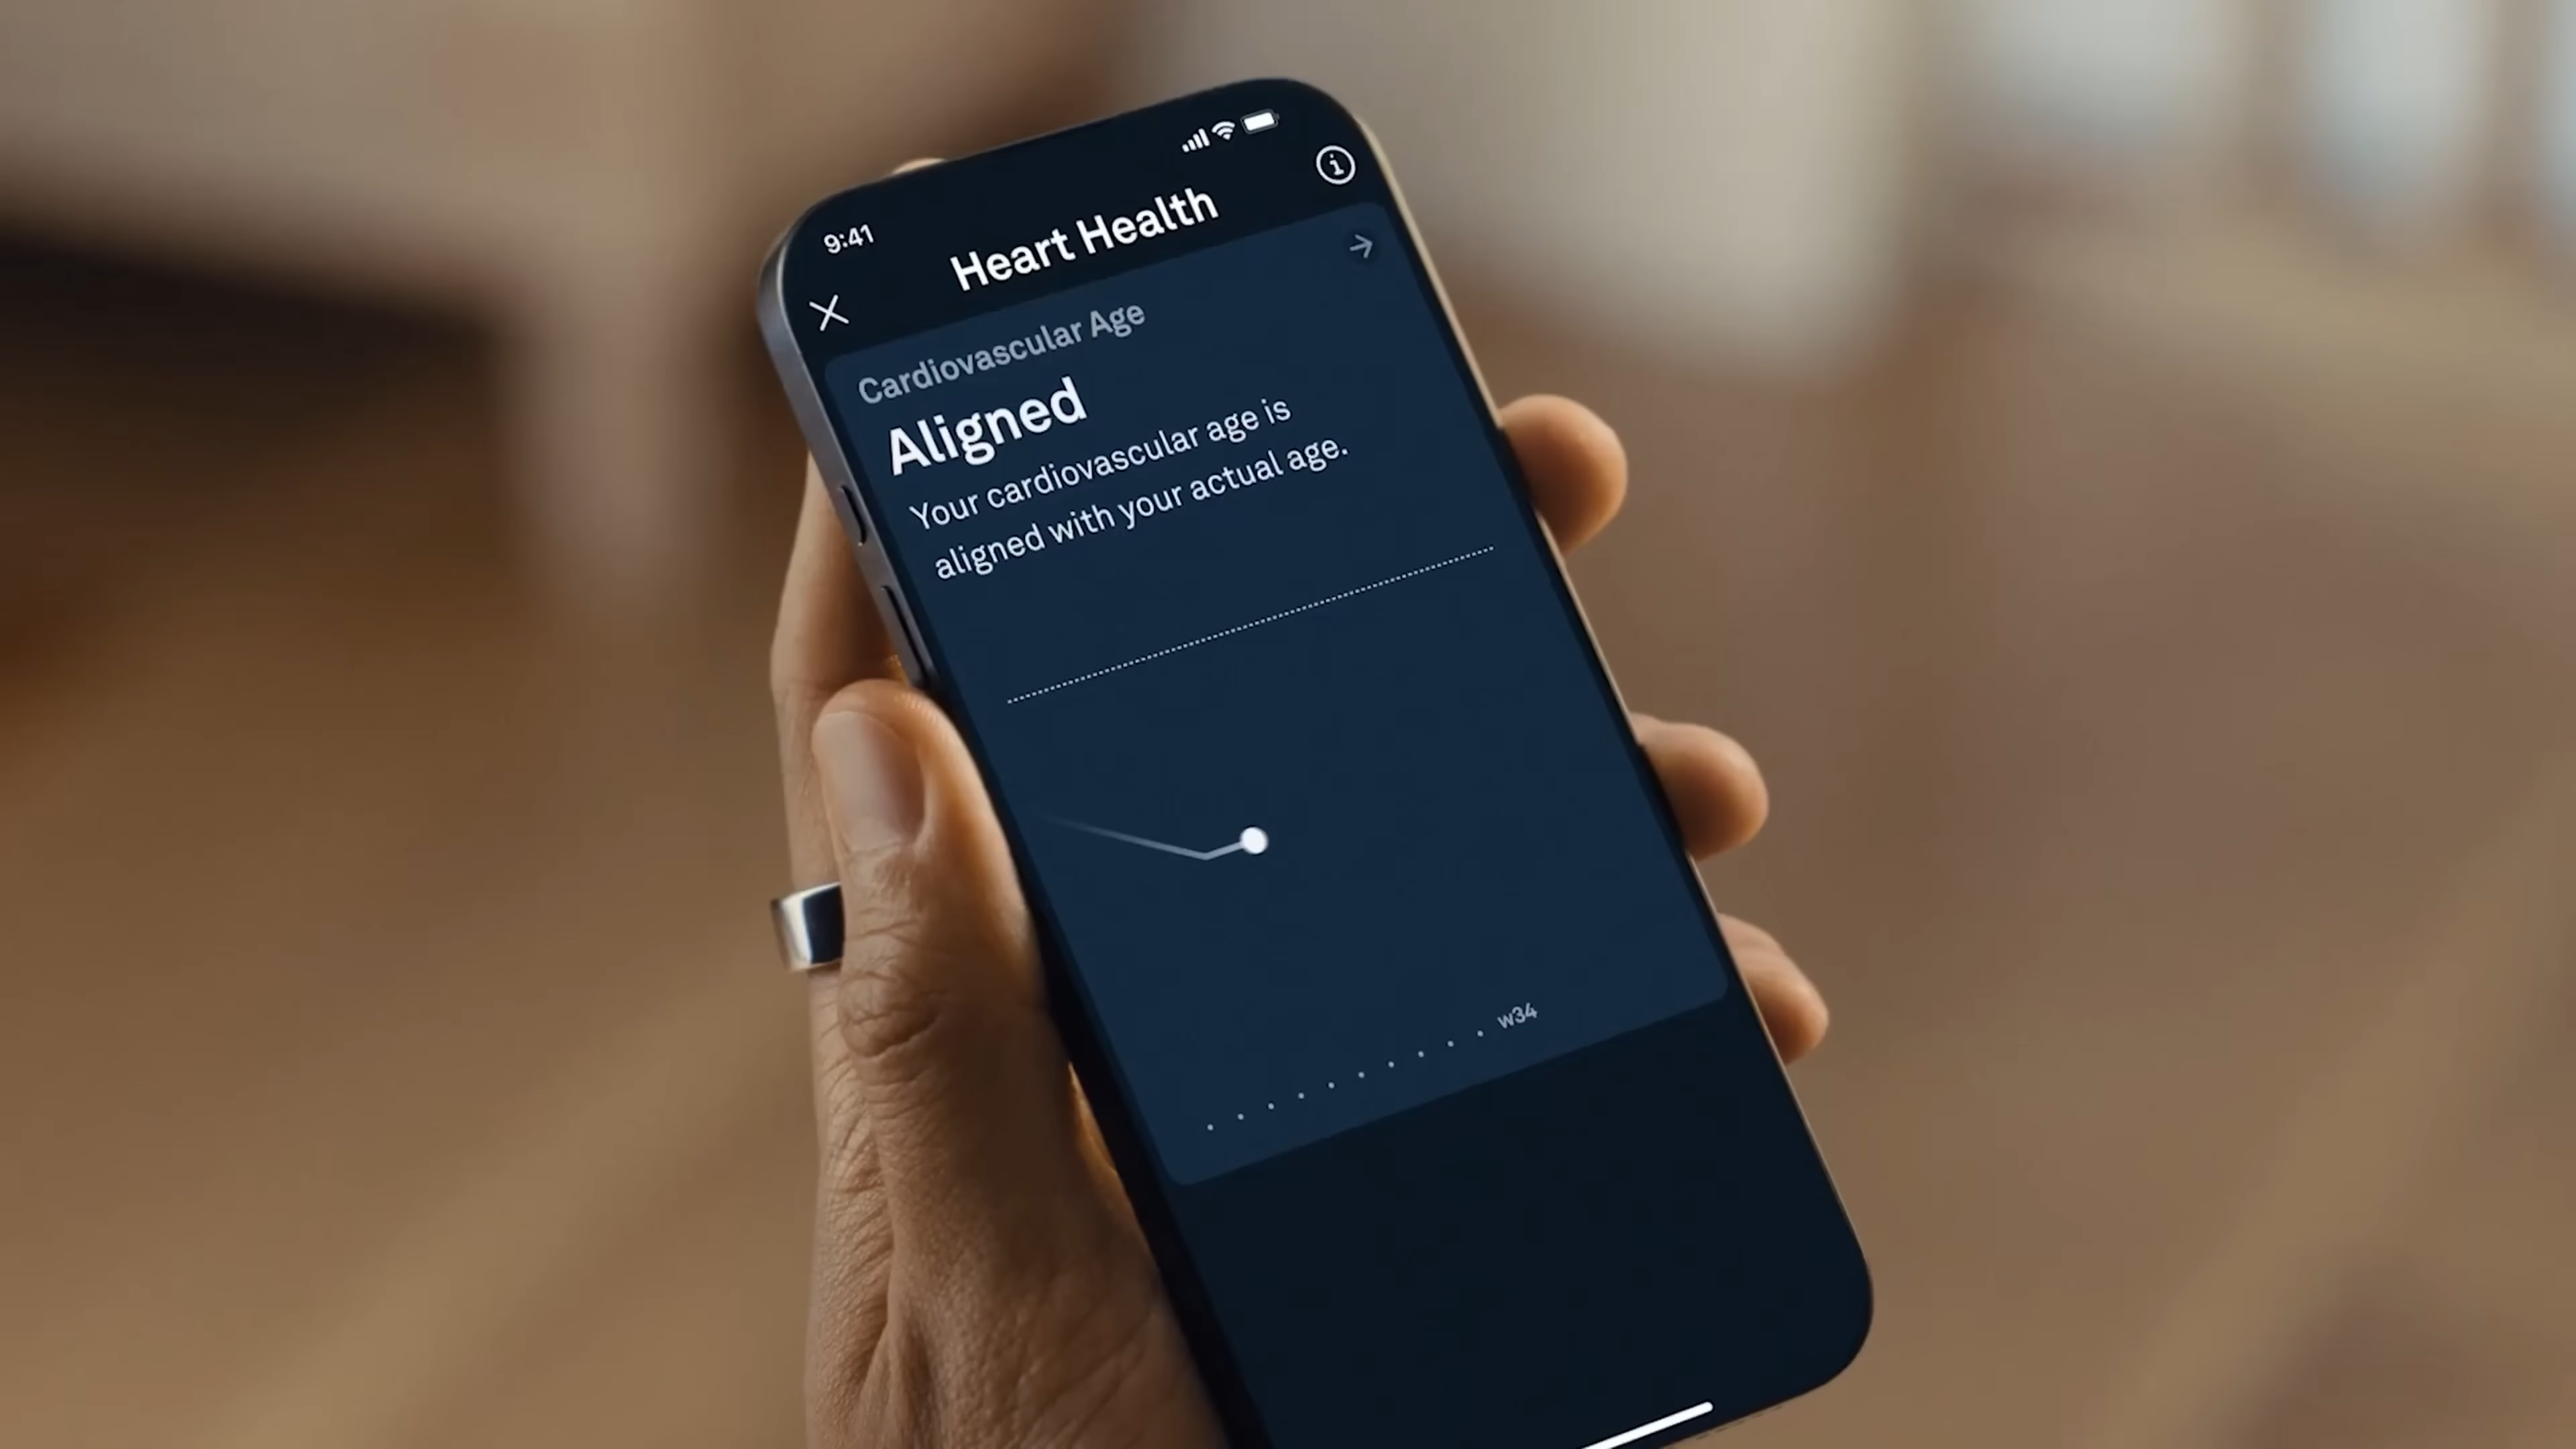 9:41
Heart Health
Cardiovascular Age
Aligned
Your cardiovascular age is
aligned with your actual age.
w34